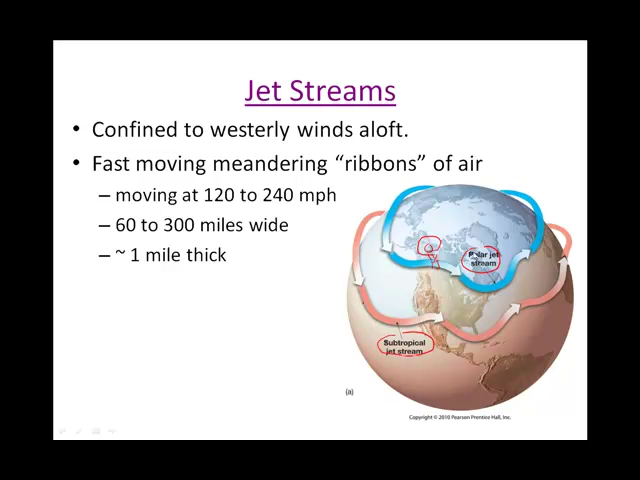 Jet Streams
• Confined to westerly winds aloft.
• Fast moving meandering “ribbons” of air
– moving at 120 to 240 mph
– 60 to 300 miles wide
– ~ 1 mile thick
Polar jet
stream
Subtropical
jet stream
(a)
Copyright © 2010 Pearson Prentice Hall, Inc.